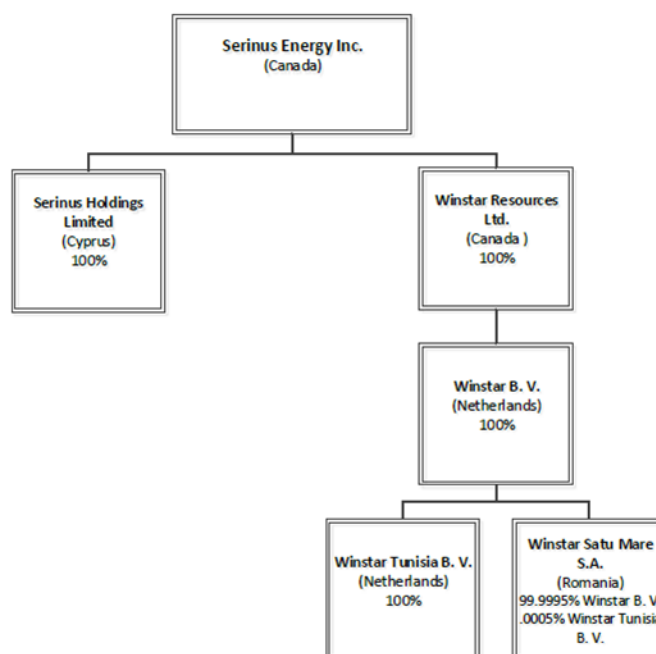 Serinus Energy Inc.
(Canada)
Serinus Holdings
Limited
(Cyprus)
100%
Winstar Resources
Ltd.
(Canada )
100%
Winstar B. V.
(Netherlands)
100%
Winstar Tunisia B. V.
(Netherlands)
100%
Winstar Satu Mare
S.A.
(Romania)
99.9995% Winstar B. V
.0005% Winstar Tunisia
B. V.